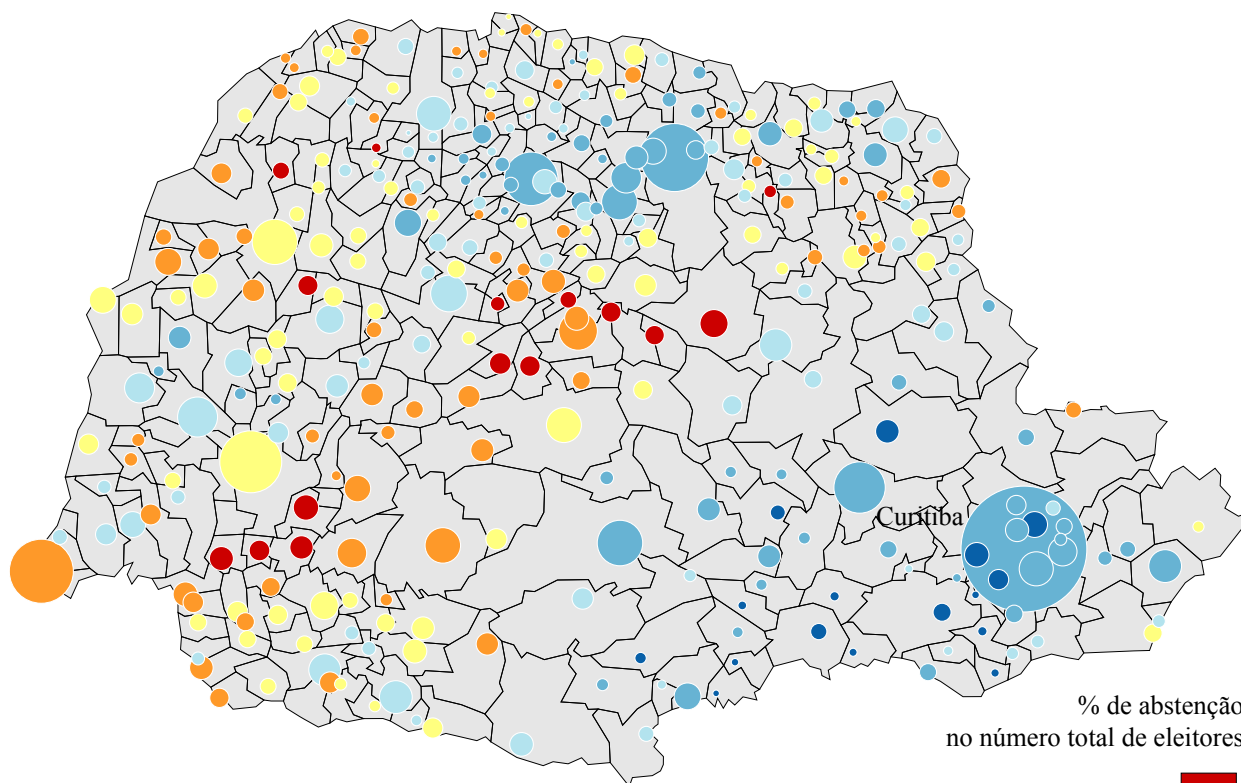 Curitiba
% de abstenção
no número total de eleitores